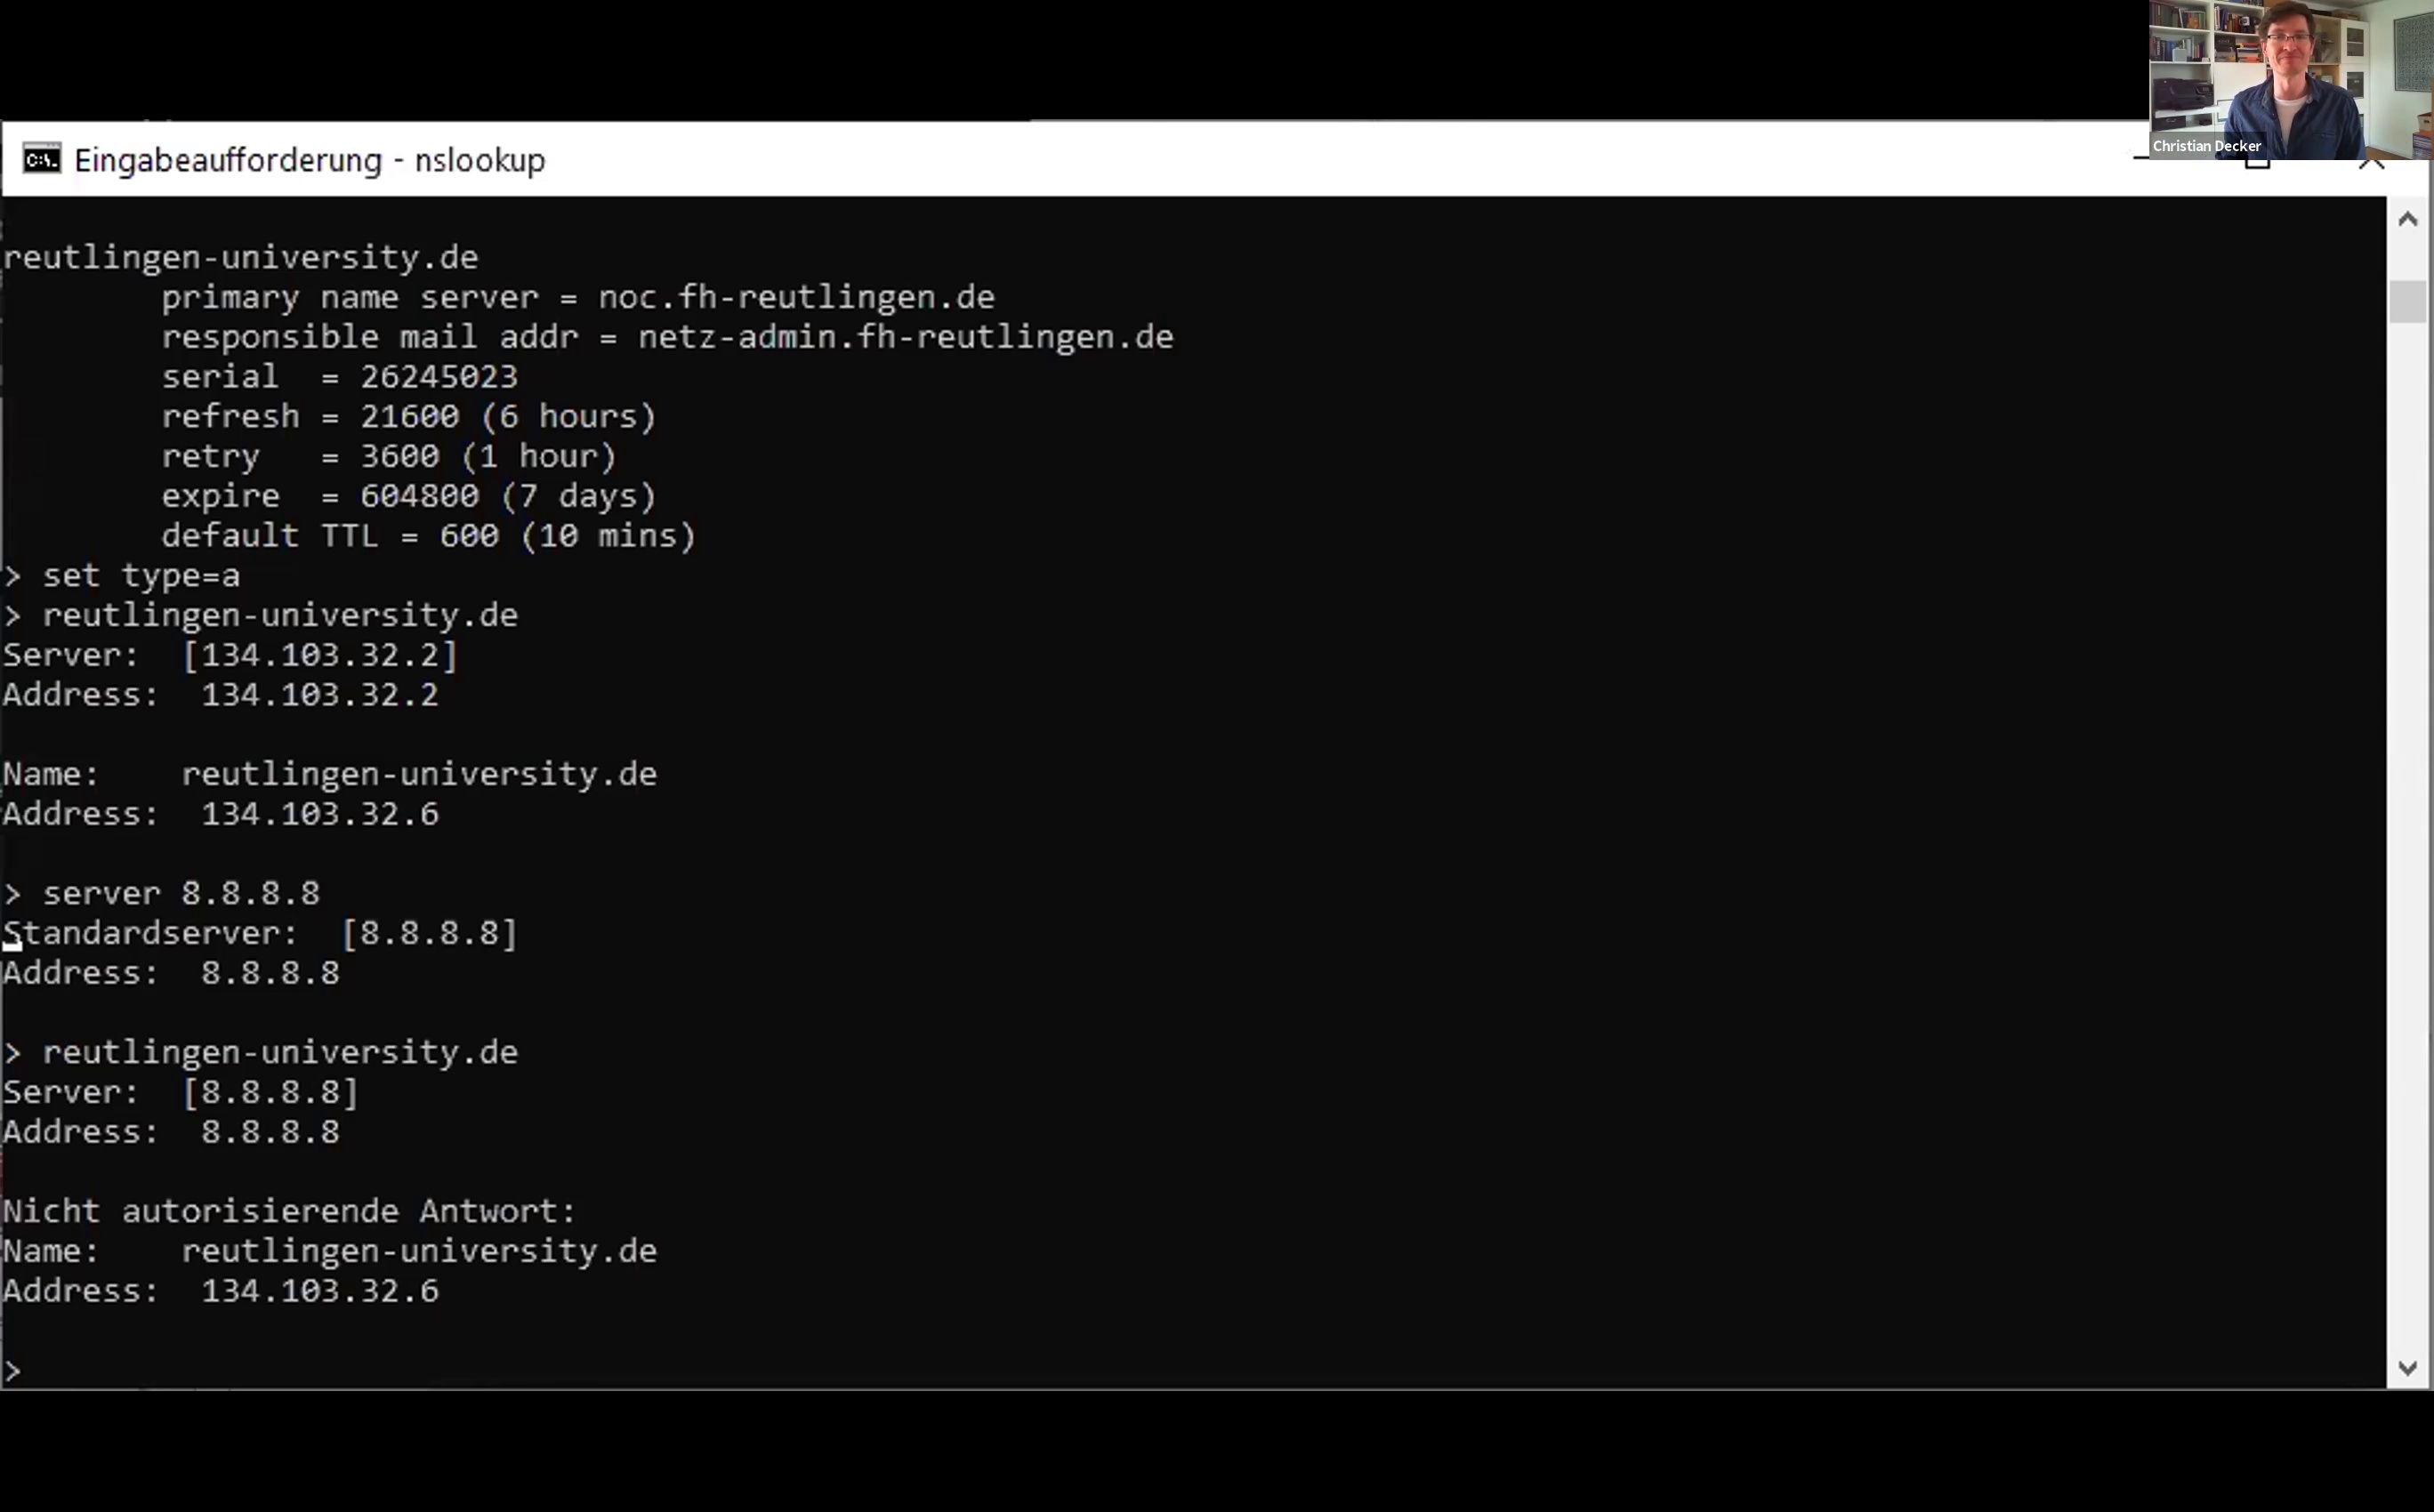 Christian Decker
Eingabeaufforderung - nslookup
reutlingen-university.de
primary name server = noc.fh-reutlingen.de
responsible mail addr = netz-admin.fh-reutlingen.de
serial  = 26245023
refresh = 21600 (6 hours)
retry   = 3600 (1 hour)
expire  = 604800 (7 days)
default TTL = 600 (10 mins)
> set type=a
> reutlingen-university.de
Server:  [134.103.32.2]
Address:  134.103.32.2
Name:    reutlingen-university.de
Address:  134.103.32.6
> server 8.8.8.8
Standardserver:  [8.8.8.8]
Address:  8.8.8.8
> reutlingen-university.de
Server:  [8.8.8.8]
Address:  8.8.8.8
Nicht autorisierende Antwort:
Name:    reutlingen-university.de
Address:  134.103.32.6
>